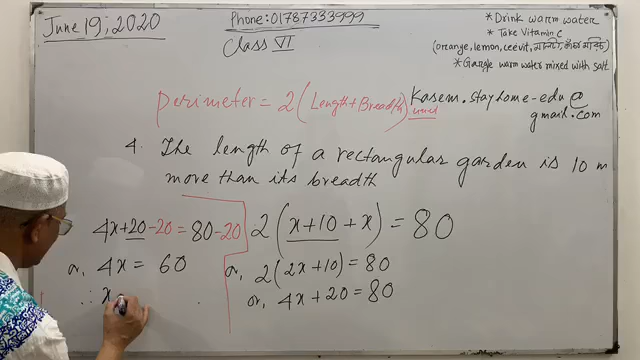 June 19; 2020
Phone: 01787333999
Class VI
* Drink warm water
* Take Vitamin C
(orange, lemon, ceevit,
* Gargle warm water mixed with salt
Perimeter = 2 (Length + Breadth) unit
Kasem.stayhome-edu@
gmail.com
4. The length of a rectangular garden is 10 m
more than its breadth
2(x+10 + x) = 80
or, 2(2x+10) = 80
or, 4x + 20 = 80
4x+20-20 = 80-20
or, 4x = 60
∴ x